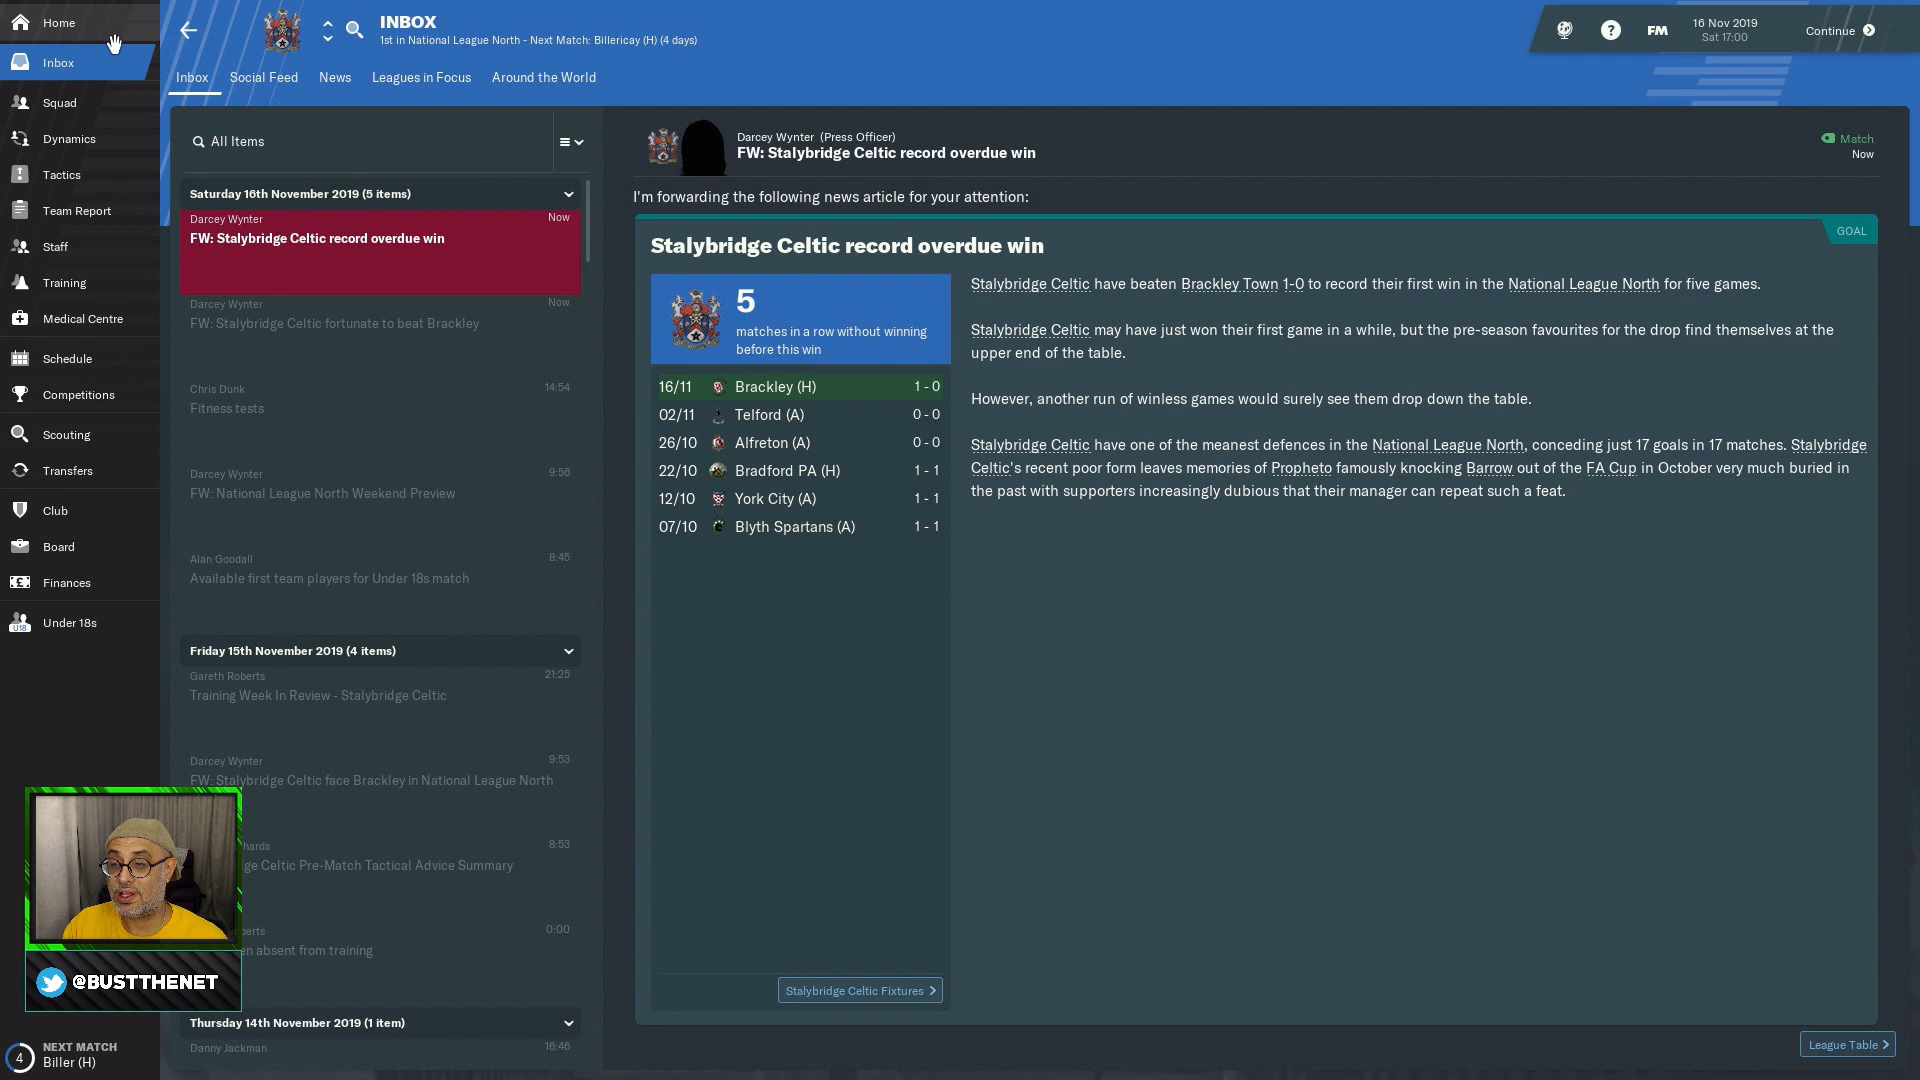 Home
Inbox
Squad
Dynamics
Tactics
Team Report
Staff
Training
Medical Centre
Schedule
Competitions
Scouting
Transfers
Club
Board
Finances
U18
Under 18s
@BUSTTHENET
4
NEXT MATCH
Biller (H)
INBOX
1st in National League North - Next Match: Billericay (H) (4 days)
FM
16 Nov 2019
Sat 17:00
Continue
Inbox
Social Feed
News
Leagues in Focus
Around the World
All Items
Saturday 16th November 2019 (5 items)
Darcey Wynter
Now
FW: Stalybridge Celtic record overdue win
Darcey Wynter
Now
FW: Stalybridge Celtic fortunate to beat Brackley
Chris Dunk
14:54
Fitness tests
Darcey Wynter
9:56
FW: National League North Weekend Preview
Alan Goodall
8:45
Available first team players for Under 18s match
Friday 15th November 2019 (4 items)
Gareth Roberts
21:25
Training Week In Review - Stalybridge Celtic
Darcey Wynter
9:53
FW: Stalybridge Celtic face Brackley in National League North
hards
8:53
ge Celtic Pre-Match Tactical Advice Summary
erts
0:00
en absent from training
Thursday 14th November 2019 (1 item)
Danny Jackman
16:46
Darcey Wynter (Press Officer)
FW: Stalybridge Celtic record overdue win
Match
Now
I'm forwarding the following news article for your attention:
GOAL
Stalybridge Celtic record overdue win
5
matches in a row without winning
before this win
16/11 Brackley (H) 1 - 0
02/11 Telford (A) 0 - 0
26/10 Alfreton (A) 0 - 0
22/10 Bradford PA (H) 1 - 1
12/10 York City (A) 1 - 1
07/10 Blyth Spartans (A) 1 - 1
Stalybridge Celtic Fixtures
Stalybridge Celtic have beaten Brackley Town 1-0 to record their first win in the National League North for five games.
Stalybridge Celtic may have just won their first game in a while, but the pre-season favourites for the drop find themselves at the
upper end of the table.
However, another run of winless games would surely see them drop down the table.
Stalybridge Celtic have one of the meanest defences in the National League North, conceding just 17 goals in 17 matches. Stalybridge
Celtic's recent poor form leaves memories of Propheto famously knocking Barrow out of the FA Cup in October very much buried in
the past with supporters increasingly dubious that their manager can repeat such a feat.
League Table